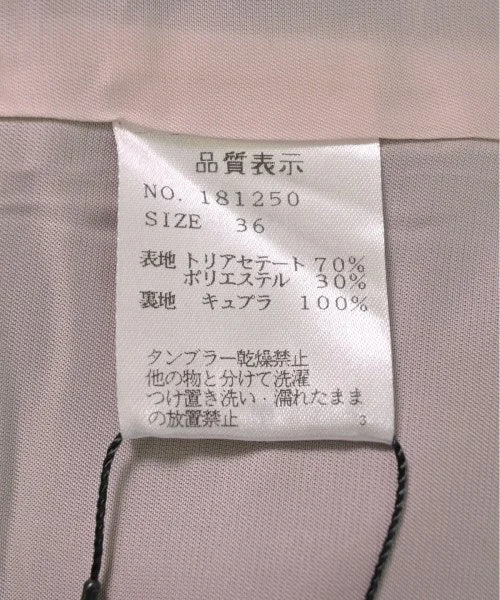 品質表示
NO. 181250
SIZE 36
表地 トリアセテート 70%
ポリエステル 30%
裏地 キュプラ 100%
タンブラー乾燥禁止
他の物と分けて洗濯
つけ置き洗い・濡れたまま
の放置禁止 3